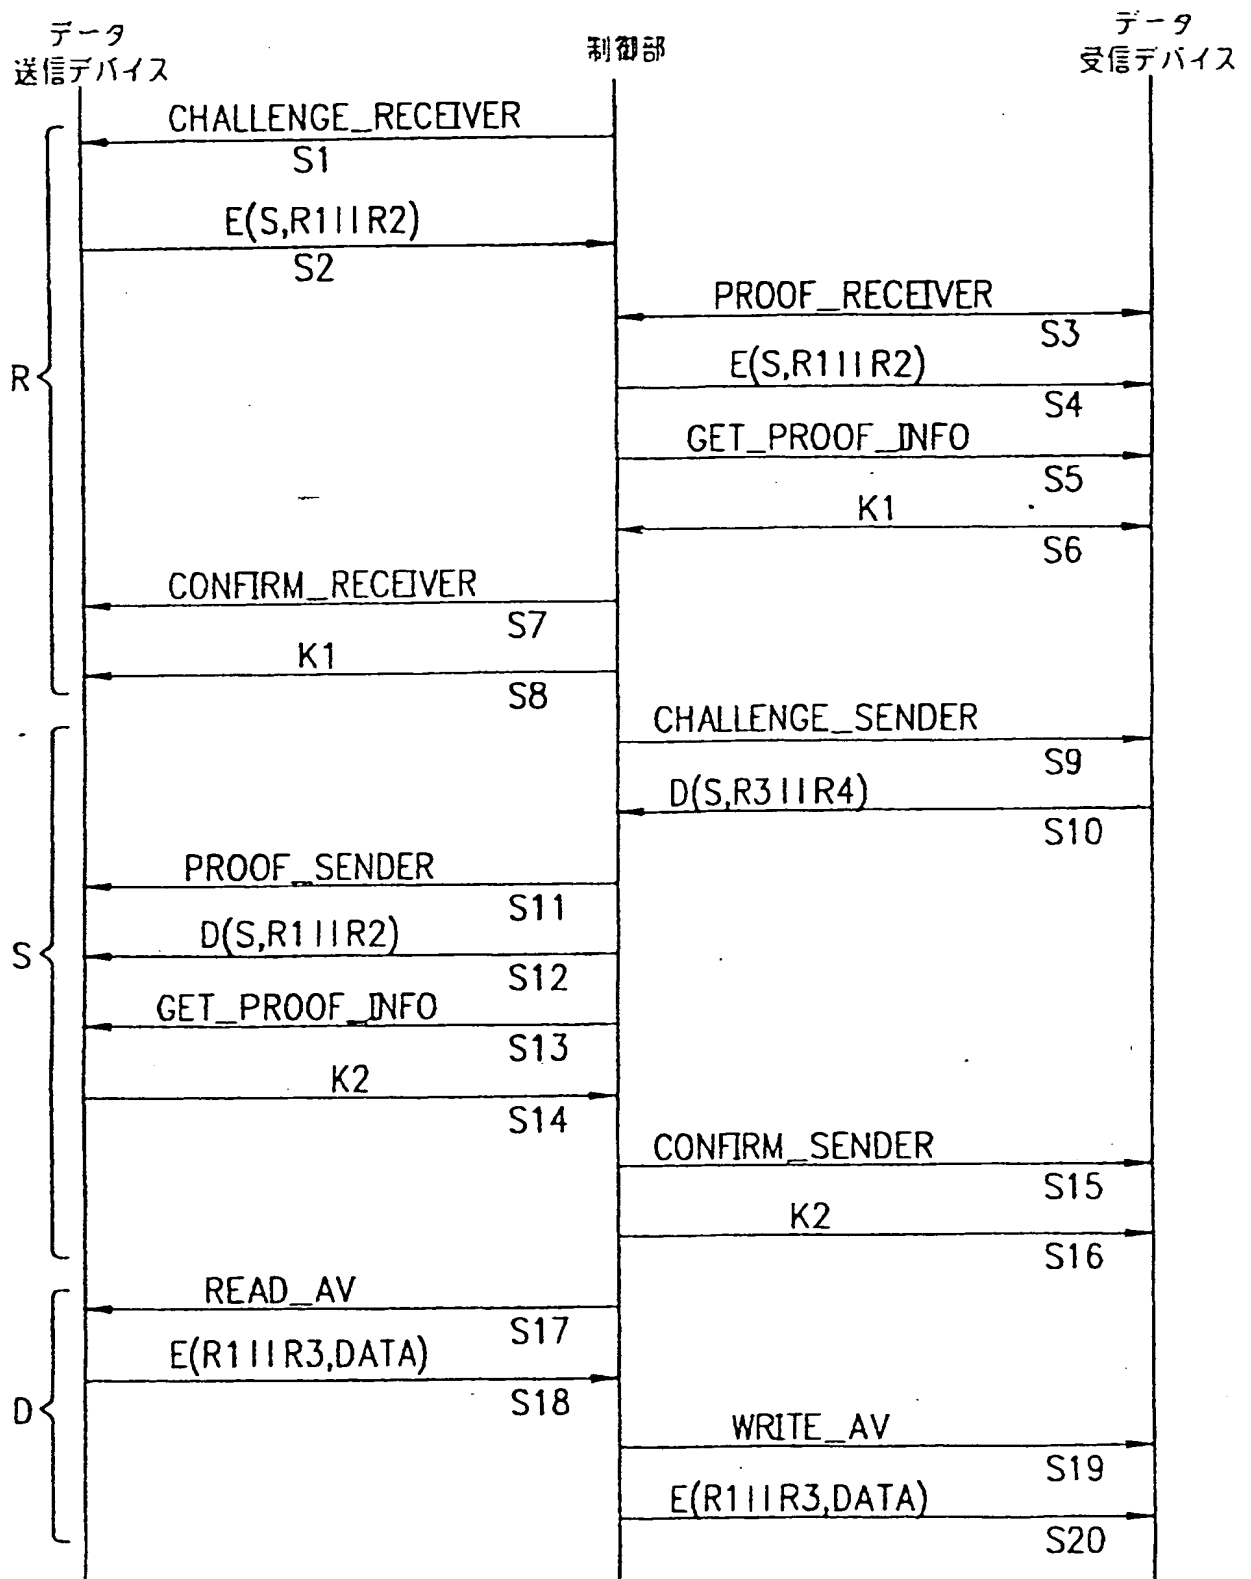 データ
送信デバイス
制御部
データ
受信デバイス
CHALLENGE_RECEIVER
S1
E(S,R1||R2)
S2
PROOF_RECEIVER
S3
R
E(S,R1||R2)
S4
GET_PROOF_INFO
S5
K1
S6
CONFIRM_RECEIVER
S7
K1
S8
CHALLENGE_SENDER
S9
D(S,R3||R4)
S10
PROOF_SENDER
S11
S
D(S,R1||R2)
S12
GET_PROOF_INFO
S13
K2
S14
CONFIRM_SENDER
S15
K2
S16
READ_AV
S17
E(R1||R3,DATA)
S18
D
WRITE_AV
S19
E(R1||R3,DATA)
S20